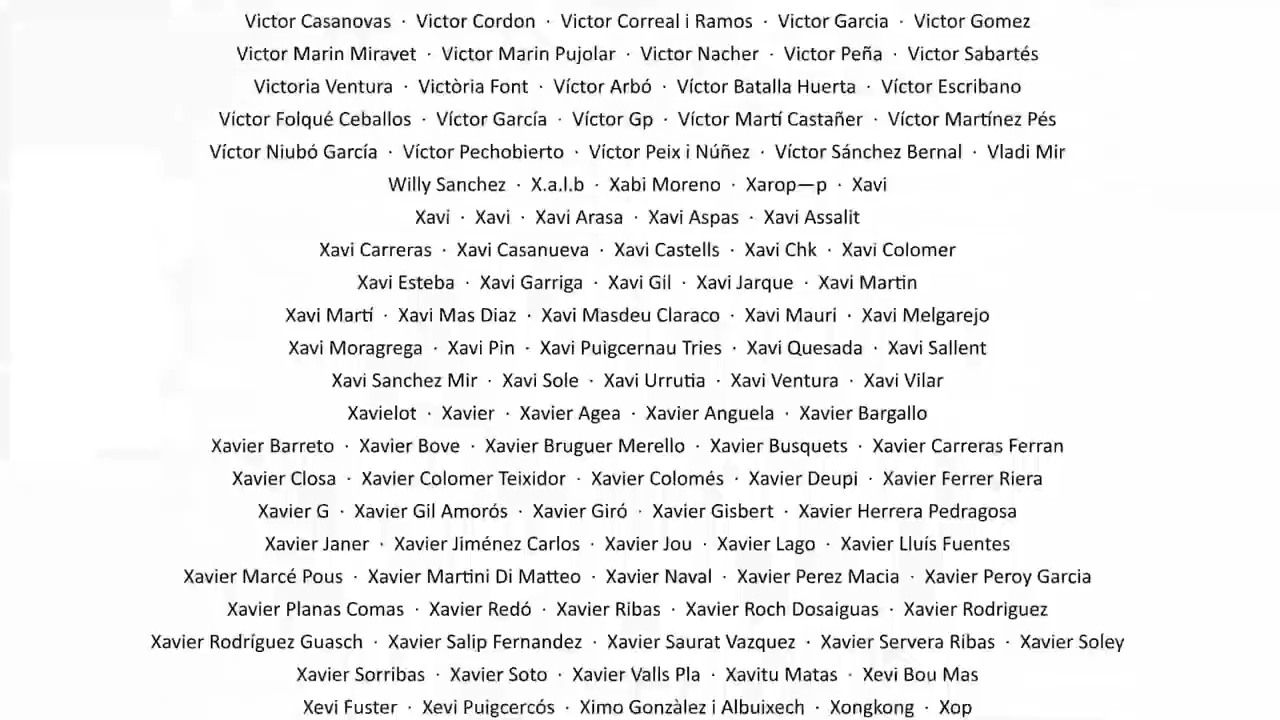 Victor Casanovas · Victor Cordon · Victor Correal i Ramos · Victor Garcia · Victor Gomez
Victor Marin Miravet · Victor Marin Pujolar · Victor Nacher · Victor Peña · Victor Sabartés
Victoria Ventura · Victòria Font · Víctor Arbó · Víctor Batalla Huerta · Víctor Escribano
Víctor Folqué Ceballos · Víctor García · Víctor Gp · Víctor Martí Castañer · Víctor Martínez Pés
Víctor Niubó García · Víctor Pechobierto · Víctor Peix i Núñez · Víctor Sánchez Bernal · Vladi Mir
Willy Sanchez · X.a.l.b · Xabi Moreno · Xarop—p · Xavi
Xavi · Xavi · Xavi Arasa · Xavi Aspas · Xavi Assalit
Xavi Carreras · Xavi Casanueva · Xavi Castells · Xavi Chk · Xavi Colomer
Xavi Esteba · Xavi Garriga · Xavi Gil · Xavi Jarque · Xavi Martin
Xavi Martí · Xavi Mas Diaz · Xavi Masdeu Claraco · Xavi Mauri · Xavi Melgarejo
Xavi Moragrega · Xavi Pin · Xavi Puigcernau Tries · Xavi Quesada · Xavi Sallent
Xavi Sanchez Mir · Xavi Sole · Xavi Urrutia · Xavi Ventura · Xavi Vilar
Xavielot · Xavier · Xavier Agea · Xavier Anguela · Xavier Bargallo
Xavier Barreto · Xavier Bove · Xavier Bruguer Merello · Xavier Busquets · Xavier Carreras Ferran
Xavier Closa · Xavier Colomer Teixidor · Xavier Colomés · Xavier Deupi · Xavier Ferrer Riera
Xavier G · Xavier Gil Amorós · Xavier Giró · Xavier Gisbert · Xavier Herrera Pedragosa
Xavier Janer · Xavier Jiménez Carlos · Xavier Jou · Xavier Lago · Xavier Lluís Fuentes
Xavier Marcé Pous · Xavier Martini Di Matteo · Xavier Naval · Xavier Perez Macia · Xavier Peroy Garcia
Xavier Planas Comas · Xavier Redó · Xavier Ribas · Xavier Roch Dosaiguas · Xavier Rodriguez
Xavier Rodríguez Guasch · Xavier Salip Fernandez · Xavier Saurat Vazquez · Xavier Servera Ribas · Xavier Soley
Xavier Sorribas · Xavier Soto · Xavier Valls Pla · Xavitu Matas · Xevi Bou Mas
Xevi Fuster · Xevi Puigcercós · Ximo Gonzàlez i Albuixech · Xongkong · Xop